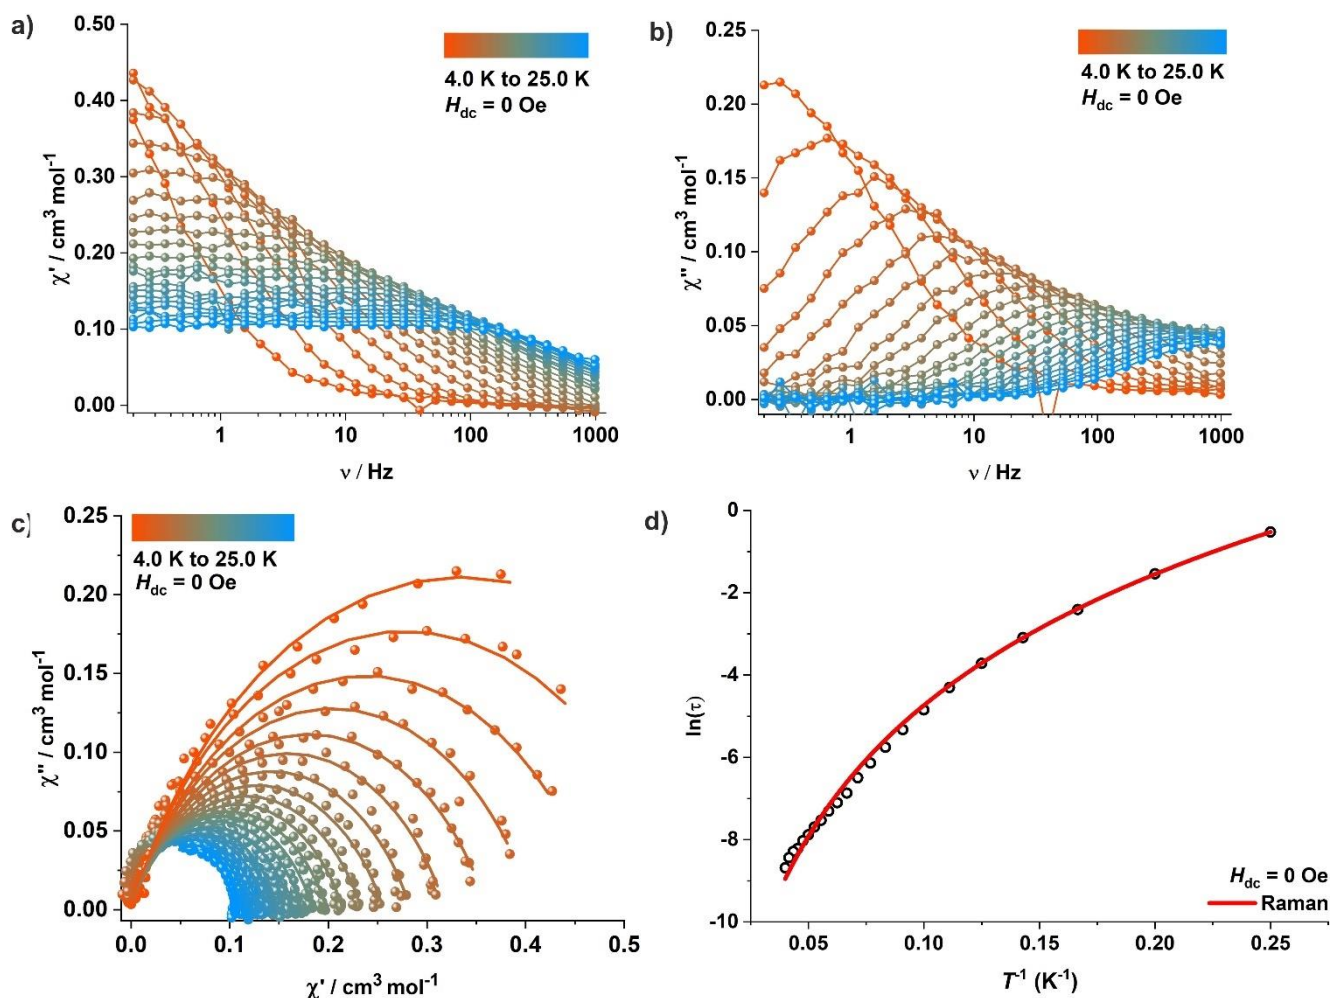 a)
0.50
0.40
0.30
0.20
0.10
0.00
χ' / cm³ mol⁻¹
4.0 K to 25.0 K
H_dc = 0 Oe
1
10
100
1000
ν / Hz
b)
0.25
0.20
0.15
0.10
0.05
0.00
χ'' / cm³ mol⁻¹
4.0 K to 25.0 K
H_dc = 0 Oe
1
10
100
1000
ν / Hz
c)
0.25
0.20
0.15
0.10
0.05
0.00
χ'' / cm³ mol⁻¹
4.0 K to 25.0 K
H_dc = 0 Oe
0.0
0.1
0.2
0.3
0.4
0.5
χ' / cm³ mol⁻¹
d)
0
-2
-4
-6
-8
-10
ln(τ)
H_dc = 0 Oe
Raman
0.05
0.10
0.15
0.20
0.25
T⁻¹ (K⁻¹)